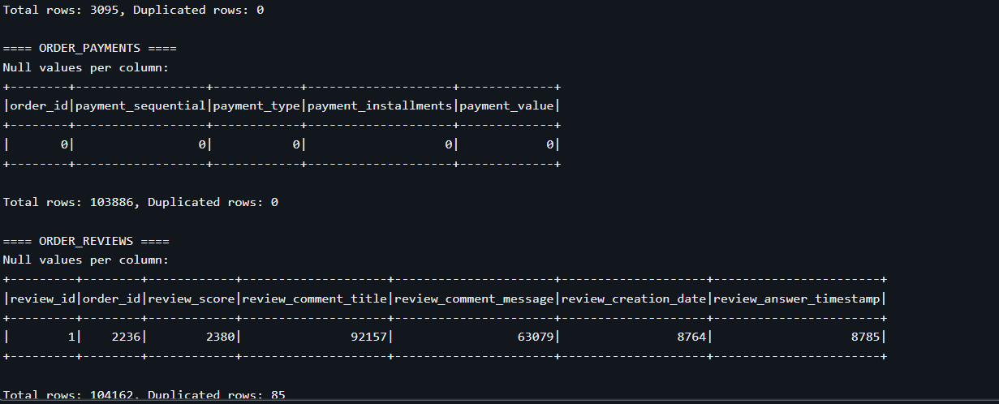 Total rows: 3095, Duplicated rows: 0
==== ORDER_PAYMENTS ====
Null values per column:
+--------+------------------+------------+--------------------+-------------+
|order_id|payment_sequential|payment_type|payment_installments|payment_value|
+--------+------------------+------------+--------------------+-------------+
|       0|                 0|           0|                   0|            0|
+--------+------------------+------------+--------------------+-------------+
Total rows: 103886, Duplicated rows: 0
==== ORDER_REVIEWS ====
Null values per column:
+---------+--------+------------+--------------------+----------------------+--------------------+-----------------------+
|review_id|order_id|review_score|review_comment_title|review_comment_message|review_creation_date|review_answer_timestamp|
+---------+--------+------------+--------------------+----------------------+--------------------+-----------------------+
|        1|    2236|        2380|               92157|                 63079|                8764|                   8785|
+---------+--------+------------+--------------------+----------------------+--------------------+-----------------------+
Total rows: 104162, Duplicated rows: 85